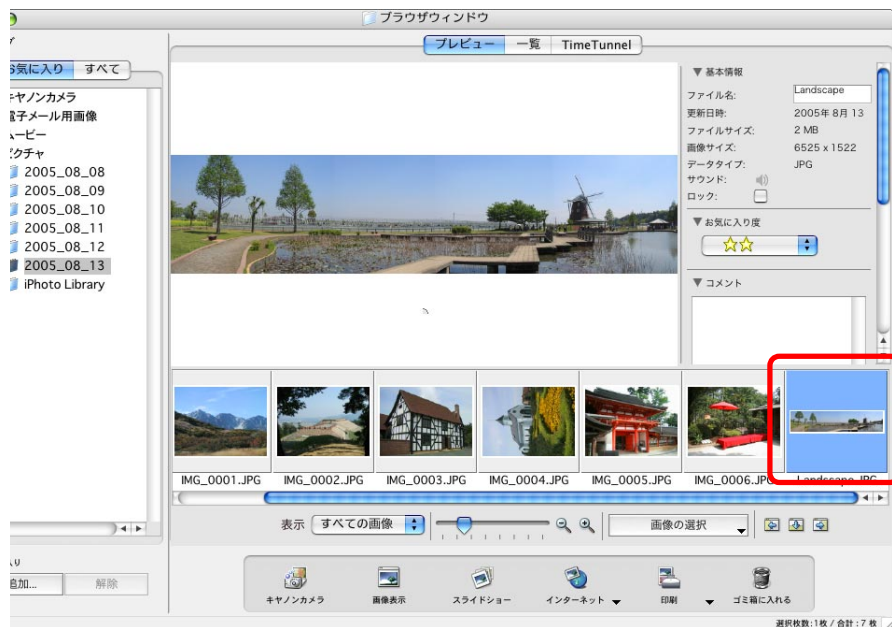 ブラウザウィンドウ
プレビュー 一覧 TimeTunnel
お気に入り すべて
キヤノンカメラ
電子メール用画像
ムービー
ピクチャ
2005_08_08
2005_08_09
2005_08_10
2005_08_11
2005_08_12
2005_08_13
iPhoto Library
▼ 基本情報
ファイル名: Landscape
更新日時: 2005年 8月 13
ファイルサイズ: 2 MB
画像サイズ: 6525 x 1522
データタイプ: JPG
サウンド:
ロック:
▼ お気に入り度
▼ コメント
IMG_0001.JPG IMG_0002.JPG IMG_0003.JPG IMG_0004.JPG IMG_0005.JPG IMG_0006.JPG Landscape.JPG
表示 すべての画像 画像の選択
追加... 解除
キヤノンカメラ 画像表示 スライドショー インターネット 印刷 ゴミ箱に入れる
選択枚数:1枚 / 合計:7 枚